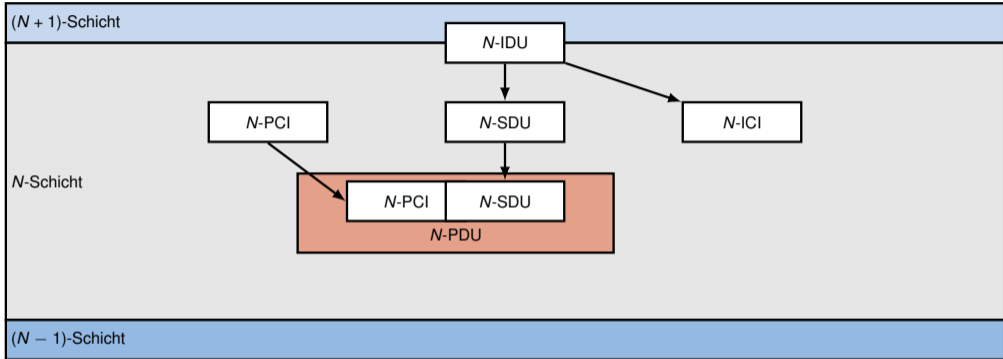 (N + 1)-Schicht
N-IDU
N-PCI
N-SDU
N-ICI
N-Schicht
N-PCI
N-SDU
N-PDU
(N − 1)-Schicht